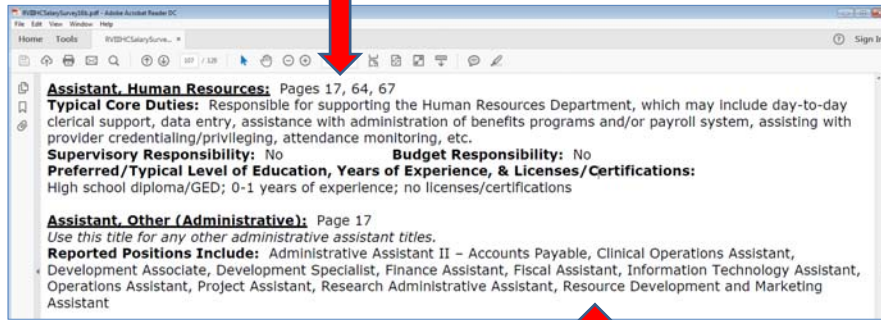 RVIIIHCSalarySurvey16b.pdf - Adobe Acrobat Reader DC
File Edit View Window Help
Home Tools RVIIIHCSalarySurve... Sign In
107 / 128
Assistant, Human Resources: Pages 17, 64, 67
Typical Core Duties: Responsible for supporting the Human Resources Department, which may include day-to-day
clerical support, data entry, assistance with administration of benefits programs and/or payroll system, assisting with
provider credentialing/privileging, attendance monitoring, etc.
Supervisory Responsibility: No Budget Responsibility: No
Preferred/Typical Level of Education, Years of Experience, & Licenses/Certifications:
High school diploma/GED; 0-1 years of experience; no licenses/certifications
Assistant, Other (Administrative): Page 17
Use this title for any other administrative assistant titles.
Reported Positions Include: Administrative Assistant II – Accounts Payable, Clinical Operations Assistant,
Development Associate, Development Specialist, Finance Assistant, Fiscal Assistant, Information Technology Assistant,
Operations Assistant, Project Assistant, Research Administrative Assistant, Resource Development and Marketing
Assistant